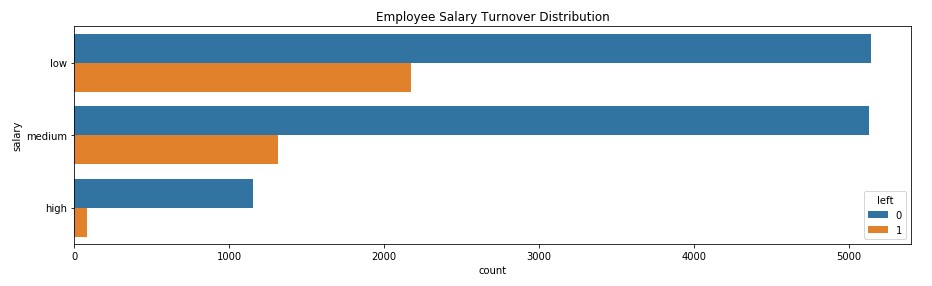 Employee Salary Turnover Distribution
low
medium
high
salary
0 1000 2000 3000 4000 5000
count
left
0
1